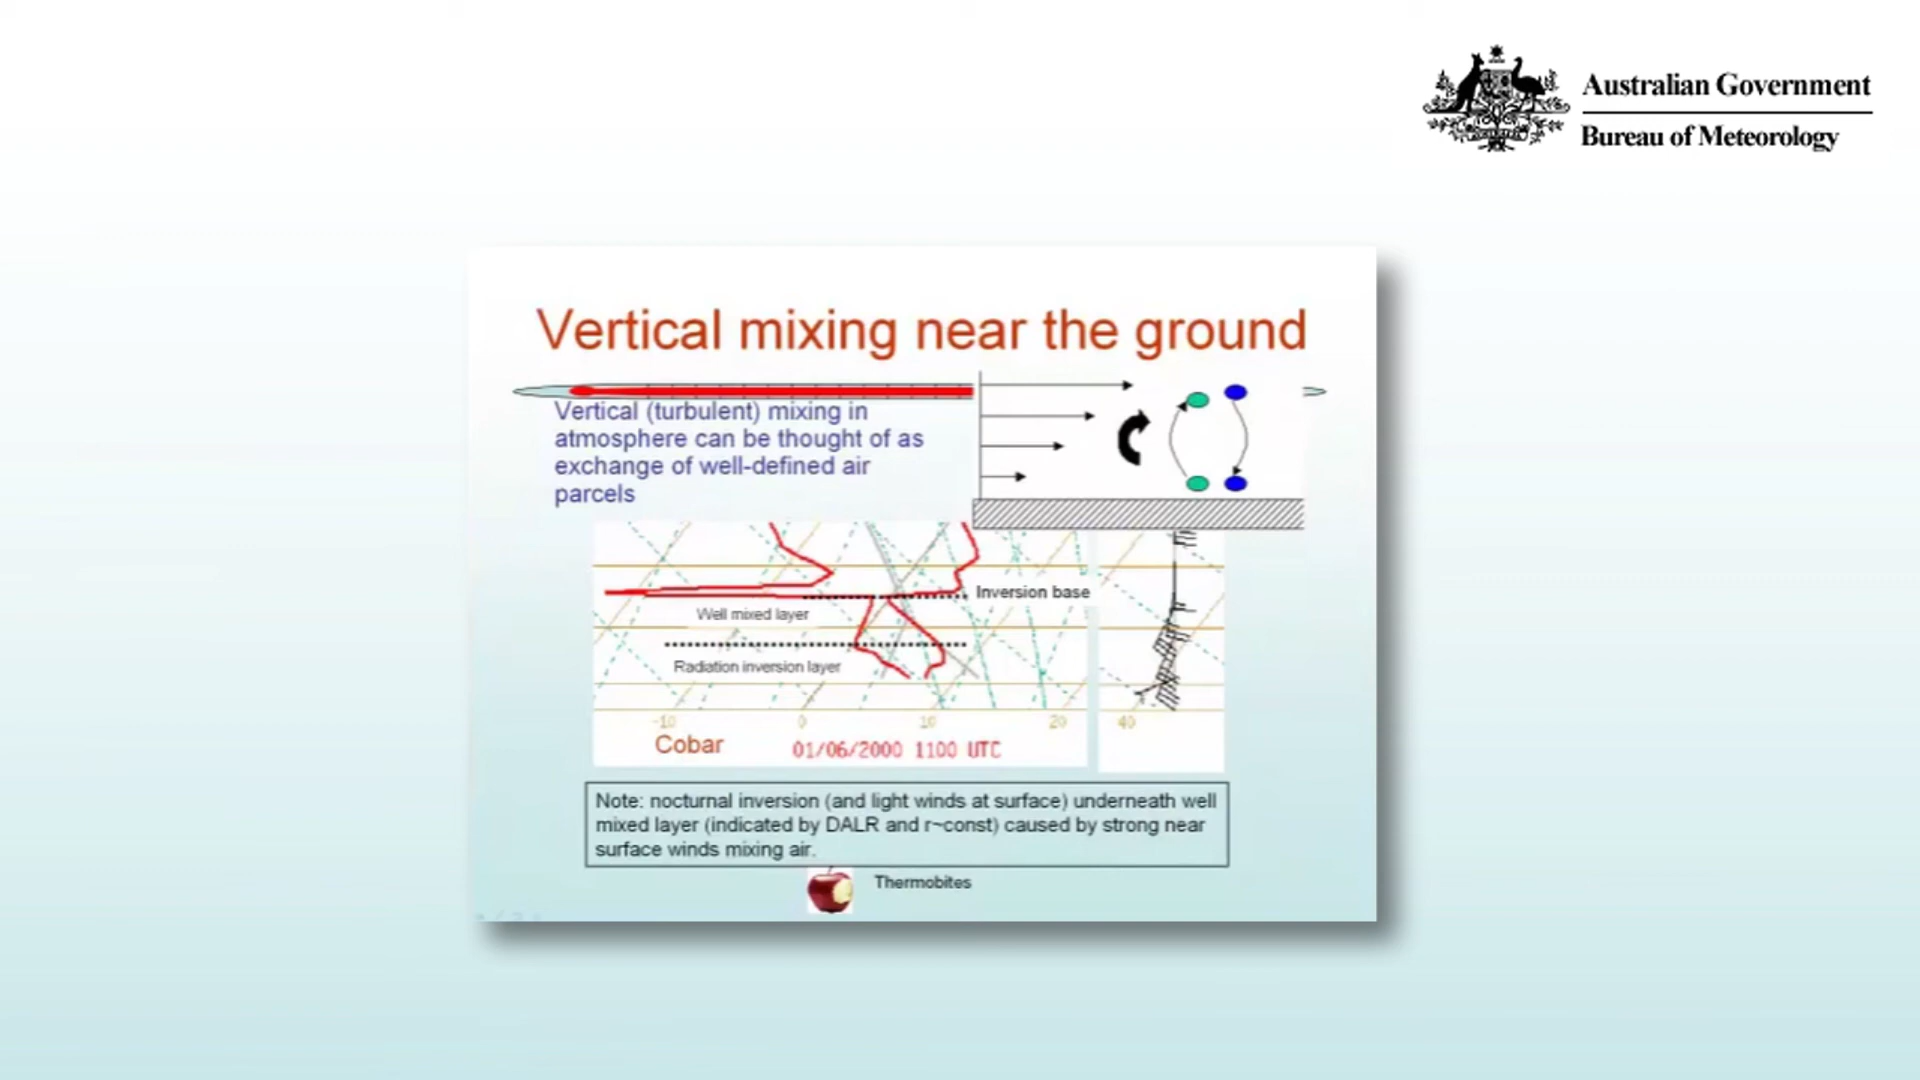 Australian Government
Bureau of Meteorology
Vertical mixing near the ground
Vertical (turbulent) mixing in
atmosphere can be thought of as
exchange of well-defined air
parcels
Inversion base
Well mixed layer
Radiation inversion layer
-10 0 10 20 40
Cobar 01/06/2000 1100 UTC
Note: nocturnal inversion (and light winds at surface) underneath well
mixed layer (indicated by DALR and r~const) caused by strong near
surface winds mixing air.
Thermobites